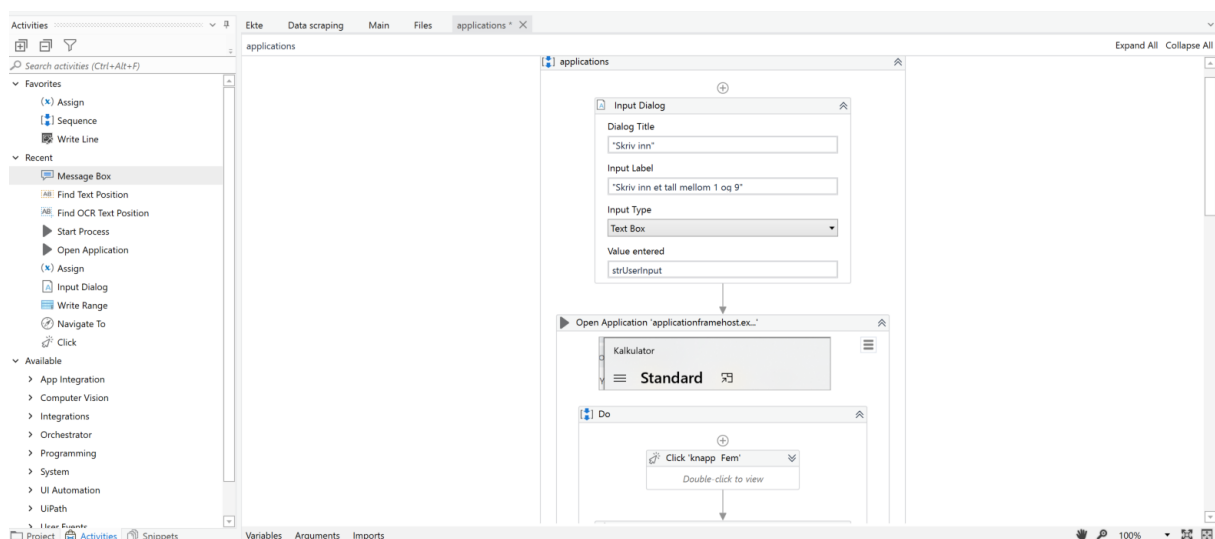 Activities
Search activities (Ctrl+Alt+F)
Favorites
Assign
Sequence
Write Line
Recent
Message Box
Find Text Position
Find OCR Text Position
Start Process
Open Application
Assign
Input Dialog
Write Range
Navigate To
Click
Available
App Integration
Computer Vision
Integrations
Orchestrator
Programming
System
UI Automation
UiPath
User Events
Project Activities Snippets
Ekte Data scraping Main Files applications *
applications Expand All Collapse All
applications
Input Dialog
Dialog Title
"Skriv inn"
Input Label
"Skriv inn et tall mellom 1 og 9"
Input Type
Text Box
Value entered
strUserInput
Open Application 'applicationframehost.ex...'
Kalkulator
Standard
Do
Click 'knapp Fem'
Double-click to view
Variables Arguments Imports 100%